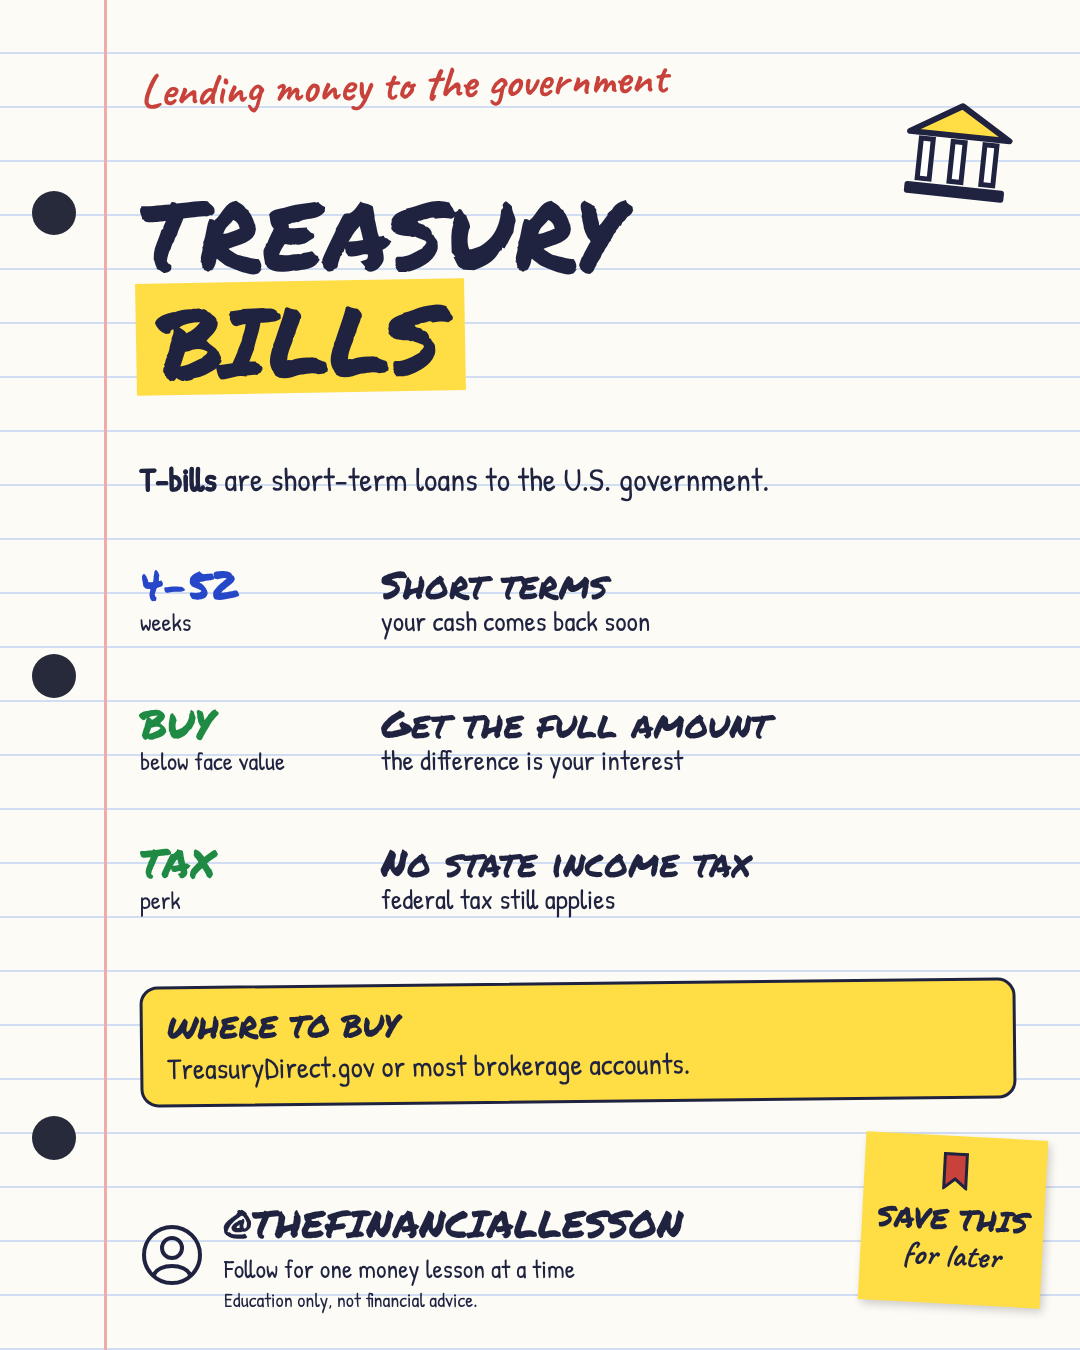 Lending money to the government
TREASURY
BILLS
T-bills are short-term loans to the U.S. government.
4-52
weeks
SHORT TERMS
your cash comes back soon
BUY
below face value
GET THE FULL AMOUNT
the difference is your interest
TAX
perk
NO STATE INCOME TAX
federal tax still applies
WHERE TO BUY
TreasuryDirect.gov or most brokerage accounts.
@THEFINANCIALLESSON
Follow for one money lesson at a time
Education only, not financial advice.
SAVE THIS
for later